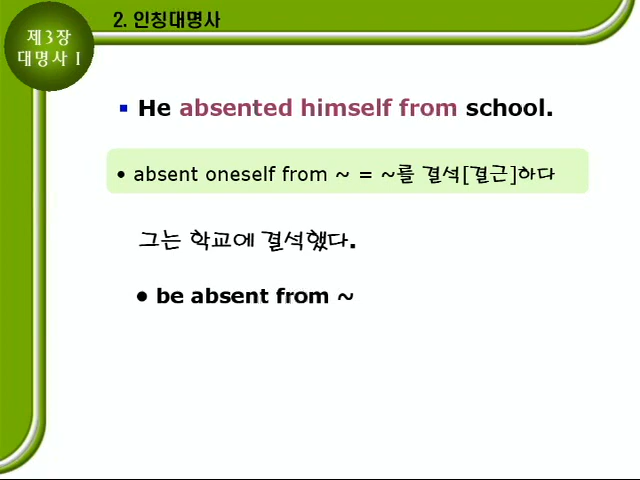 2. 인칭대명사
제3장
대명사 I
▪ He absented himself from school.
• absent oneself from ~ = ~를 결석[결근]하다
그는 학교에 결석했다.
• be absent from ~